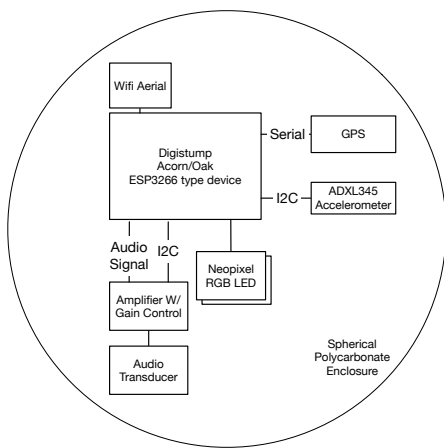 Wifi Aerial
Digistump
Acorn/Oak
ESP3266 type device
Serial
GPS
I2C
ADXL345
Accelerometer
Audio
Signal
I2C
Neopixel
RGB LED
Amplifier W/
Gain Control
Audio
Transducer
Spherical
Polycarbonate
Enclosure